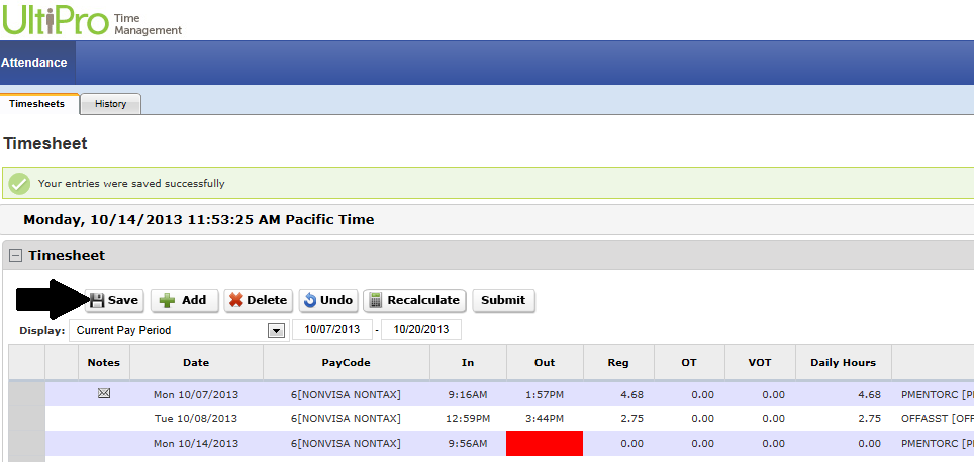 UltiPro Time Management
Attendance
Timesheets History
Timesheet
Your entries were saved successfully
Monday, 10/14/2013 11:53:25 AM Pacific Time
Timesheet
Save Add Delete Undo Recalculate Submit
Display: Current Pay Period 10/07/2013 - 10/20/2013
Notes Date PayCode In Out Reg OT VOT Daily Hours
Mon 10/07/2013 6[NONVISA NONTAX] 9:16AM 1:57PM 4.68 0.00 0.00 4.68 PMENTORC [P
Tue 10/08/2013 6[NONVISA NONTAX] 12:59PM 3:44PM 2.75 0.00 0.00 2.75 OFFASST [OFF
Mon 10/14/2013 6[NONVISA NONTAX] 9:56AM 0.00 0.00 0.00 0.00 PMENTORC [P